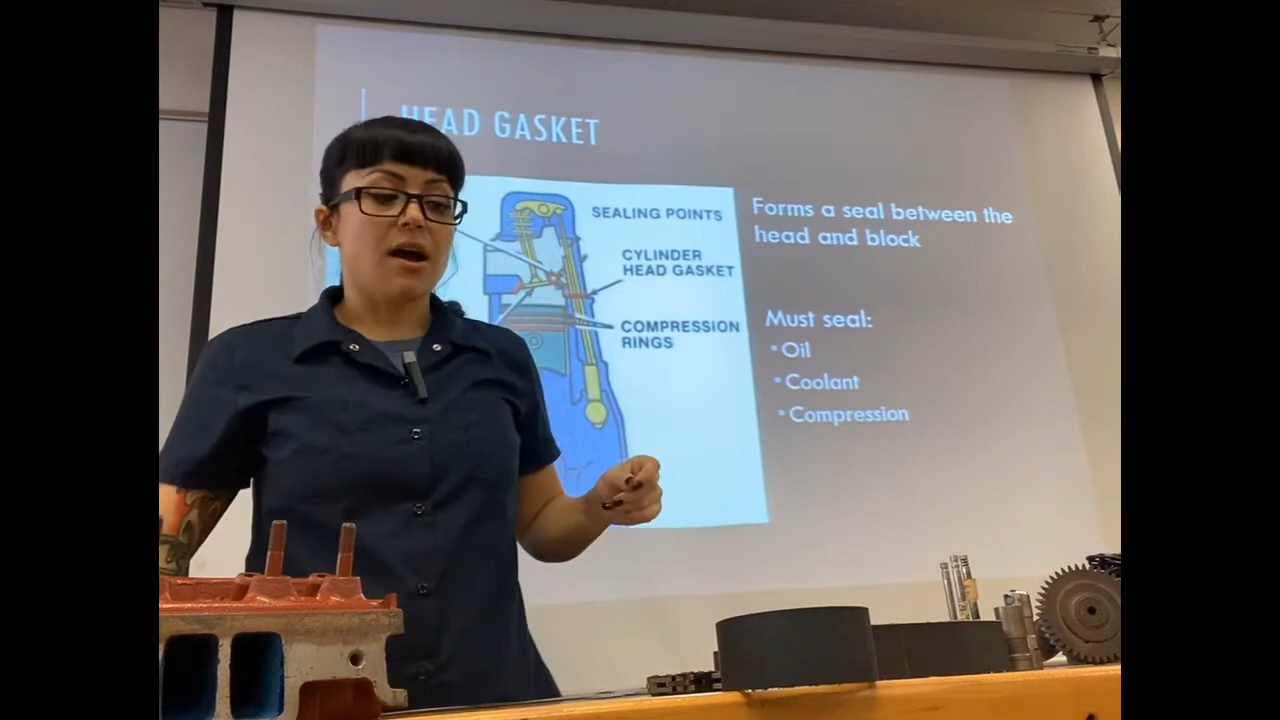 HEAD GASKET
SEALING POINTS
CYLINDER
HEAD GASKET
COMPRESSION
RINGS
Forms a seal between the
head and block
Must seal:
▪ Oil
▪ Coolant
▪ Compression